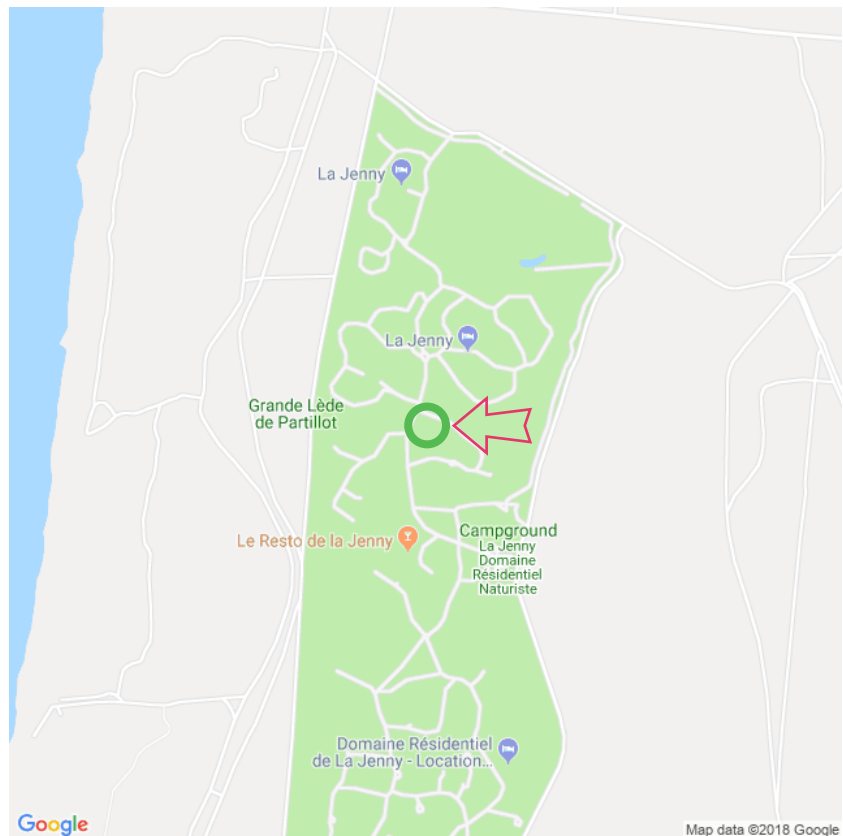 La Jenny
La Jenny
Grande Lède
de Partillot
Le Resto de la Jenny
Campground
La Jenny
Domaine
Résidentiel
Naturiste
Domaine Résidentiel
de La Jenny - Location...
Google
Map data ©2018 Google